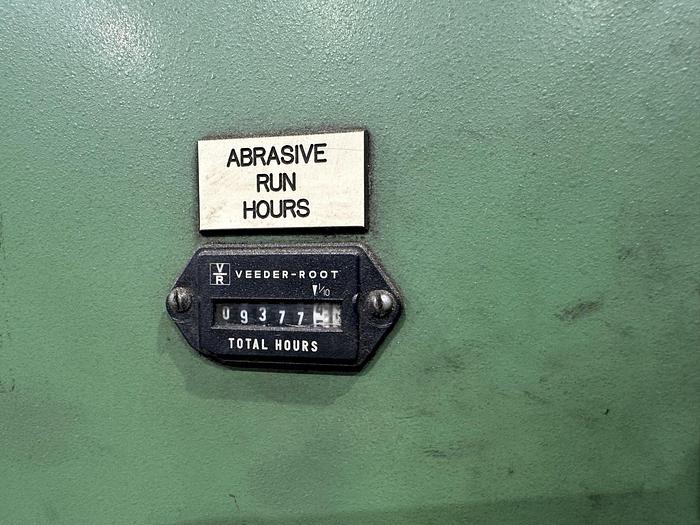 ABRASIVE
RUN
HOURS
V
R
VEEDER-ROOT
1/10
09377
TOTAL HOURS